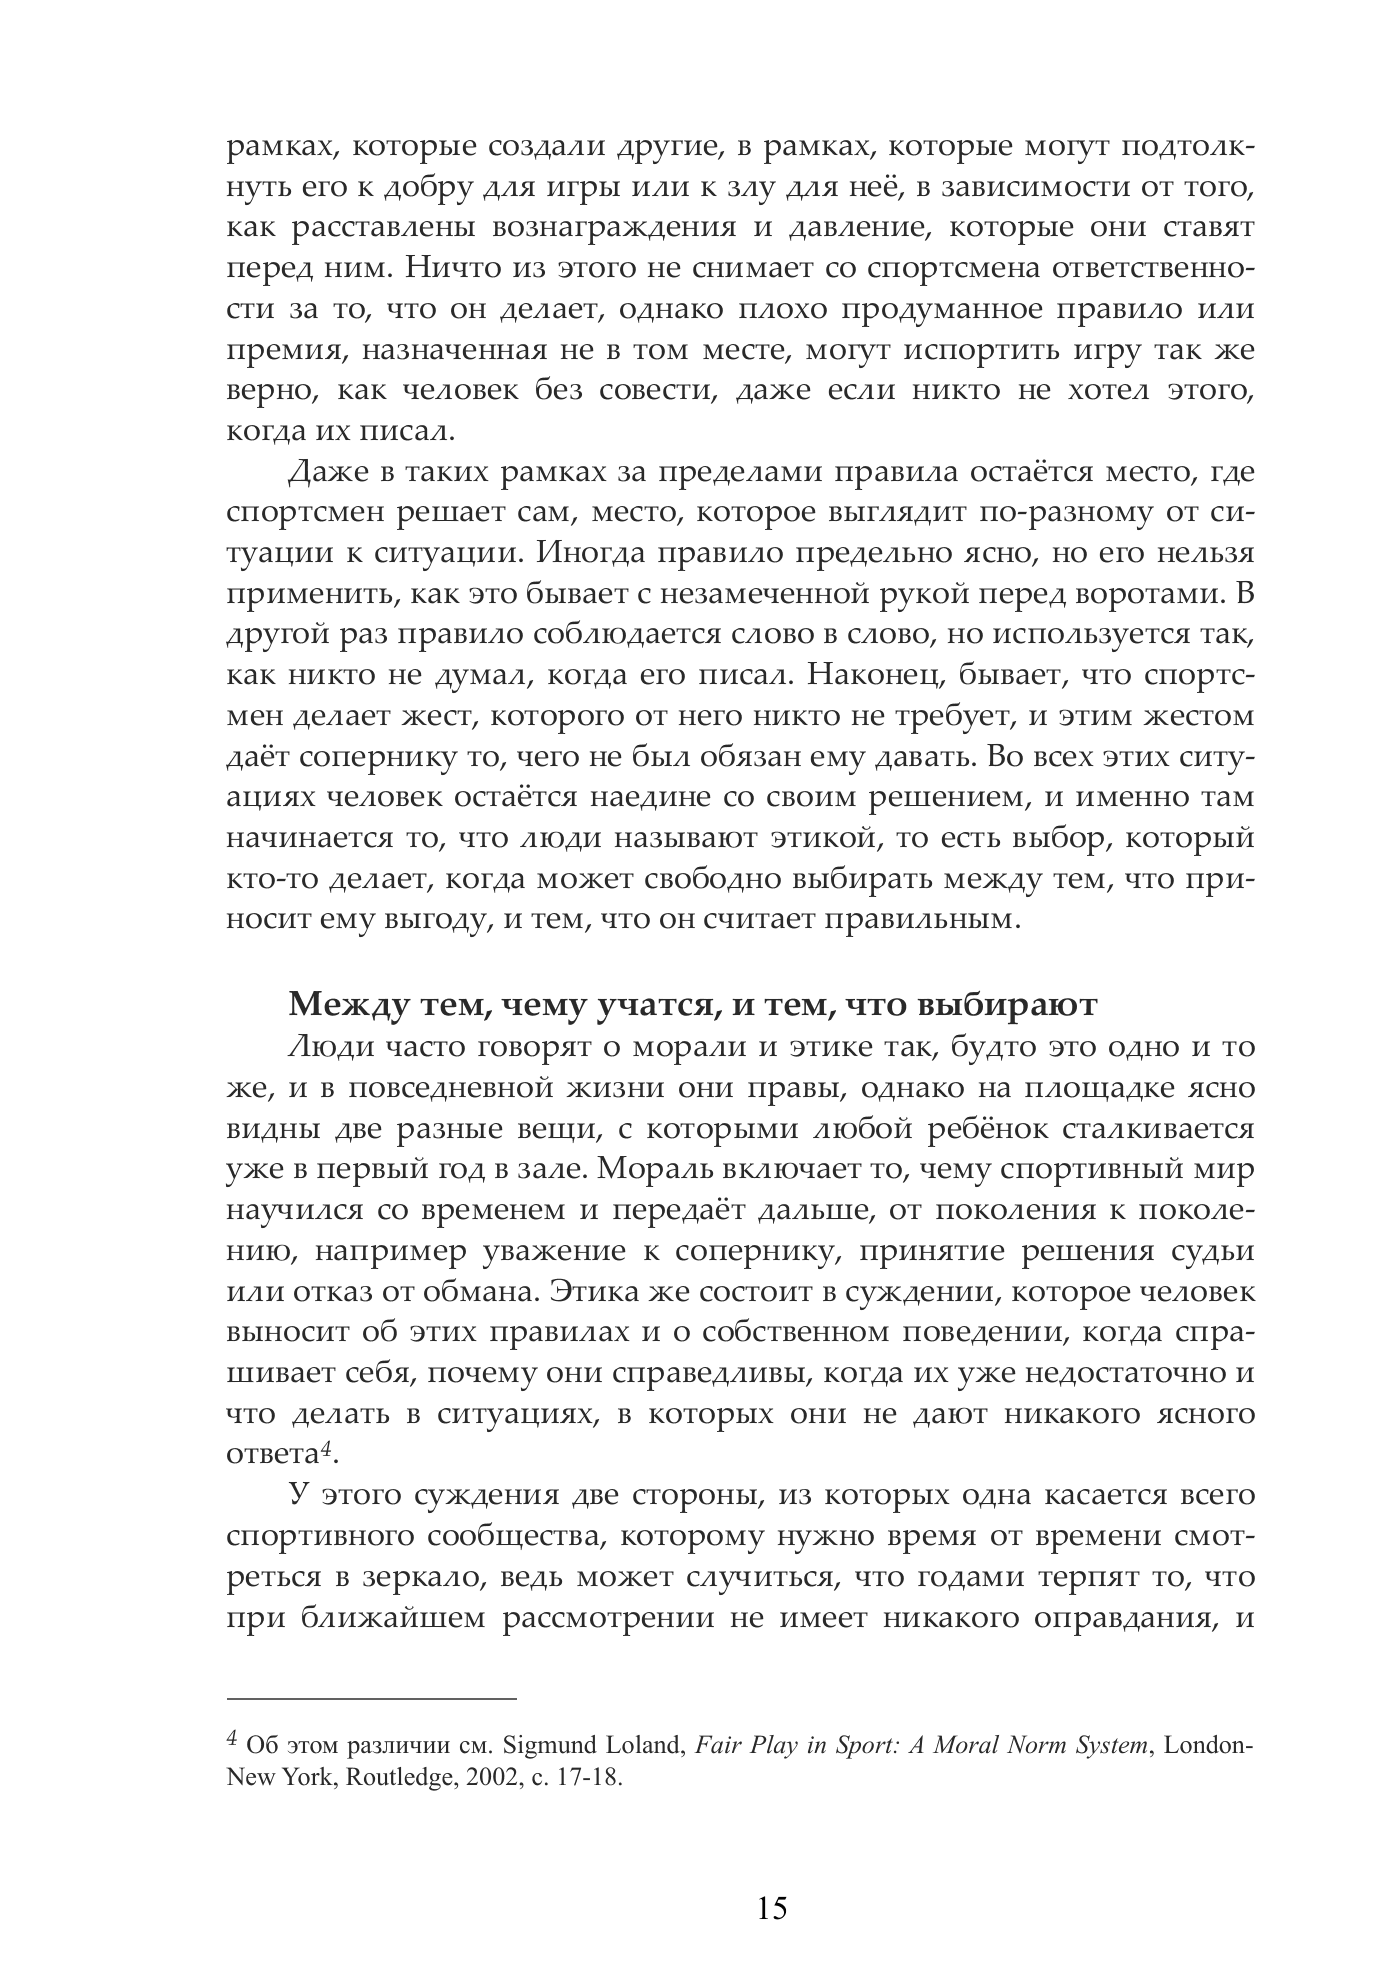 рамках, которые создали другие, в рамках, которые могут подтолк-
нуть его к добру для игры или к злу для неё, в зависимости от того,
как расставлены вознаграждения и давление, которые они ставят
перед ним. Ничто из этого не снимает со спортсмена ответственно-
сти за то, что он делает, однако плохо продуманное правило или
премия, назначенная не в том месте, могут испортить игру так же
верно, как человек без совести, даже если никто не хотел этого,
когда их писал.
Даже в таких рамках за пределами правила остаётся место, где
спортсмен решает сам, место, которое выглядит по-разному от си-
туации к ситуации. Иногда правило предельно ясно, но его нельзя
применить, как это бывает с незамеченной рукой перед воротами. В
другой раз правило соблюдается слово в слово, но используется так,
как никто не думал, когда его писал. Наконец, бывает, что спортс-
мен делает жест, которого от него никто не требует, и этим жестом
даёт сопернику то, чего не был обязан ему давать. Во всех этих ситу-
ациях человек остаётся наедине со своим решением, и именно там
начинается то, что люди называют этикой, то есть выбор, который
кто-то делает, когда может свободно выбирать между тем, что при-
носит ему выгоду, и тем, что он считает правильным.
Между тем, чему учатся, и тем, что выбирают
Люди часто говорят о морали и этике так, будто это одно и то
же, и в повседневной жизни они правы, однако на площадке ясно
видны две разные вещи, с которыми любой ребёнок сталкивается
уже в первый год в зале. Мораль включает то, чему спортивный мир
научился со временем и передаёт дальше, от поколения к поколе-
нию, например уважение к сопернику, принятие решения судьи
или отказ от обмана. Этика же состоит в суждении, которое человек
выносит об этих правилах и о собственном поведении, когда спра-
шивает себя, почему они справедливы, когда их уже недостаточно и
что делать в ситуациях, в которых они не дают никакого ясного
ответа4.
У этого суждения две стороны, из которых одна касается всего
спортивного сообщества, которому нужно время от времени смот-
реться в зеркало, ведь может случиться, что годами терпят то, что
при ближайшем рассмотрении не имеет никакого оправдания, и
4 Об этом различии см. Sigmund Loland, Fair Play in Sport: A Moral Norm System, London-
New York, Routledge, 2002, с. 17-18.
15